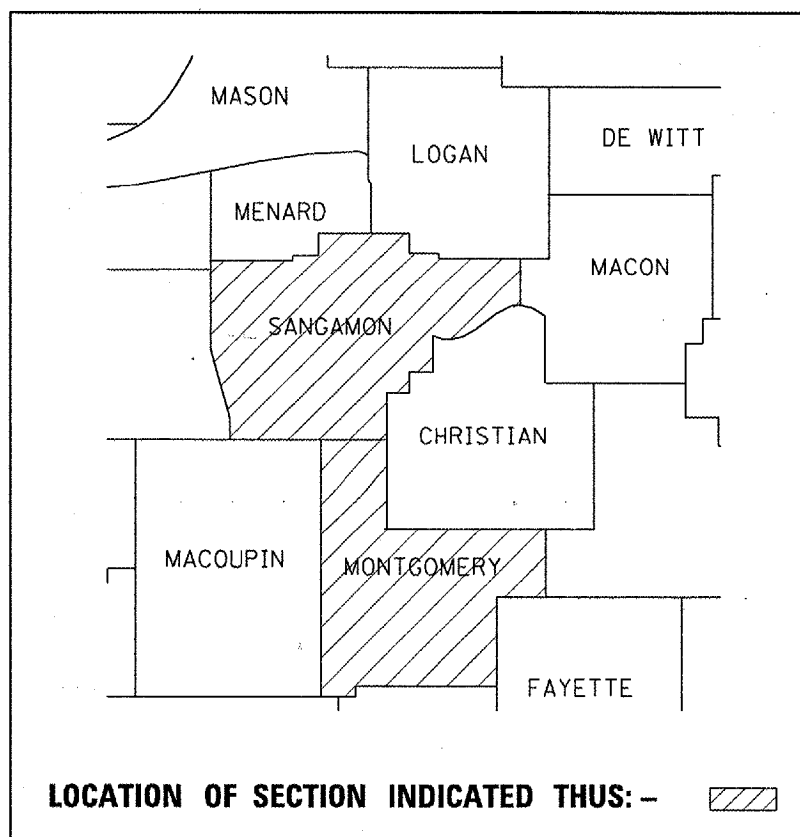 MASON
DE WITT
LOGAN
MENARD
MACON
SANGAMON
CHRISTIAN
MACOUPIN
MONTGOMERY
FAYETTE
LOCATION OF SECTION INDICATED THUS: –